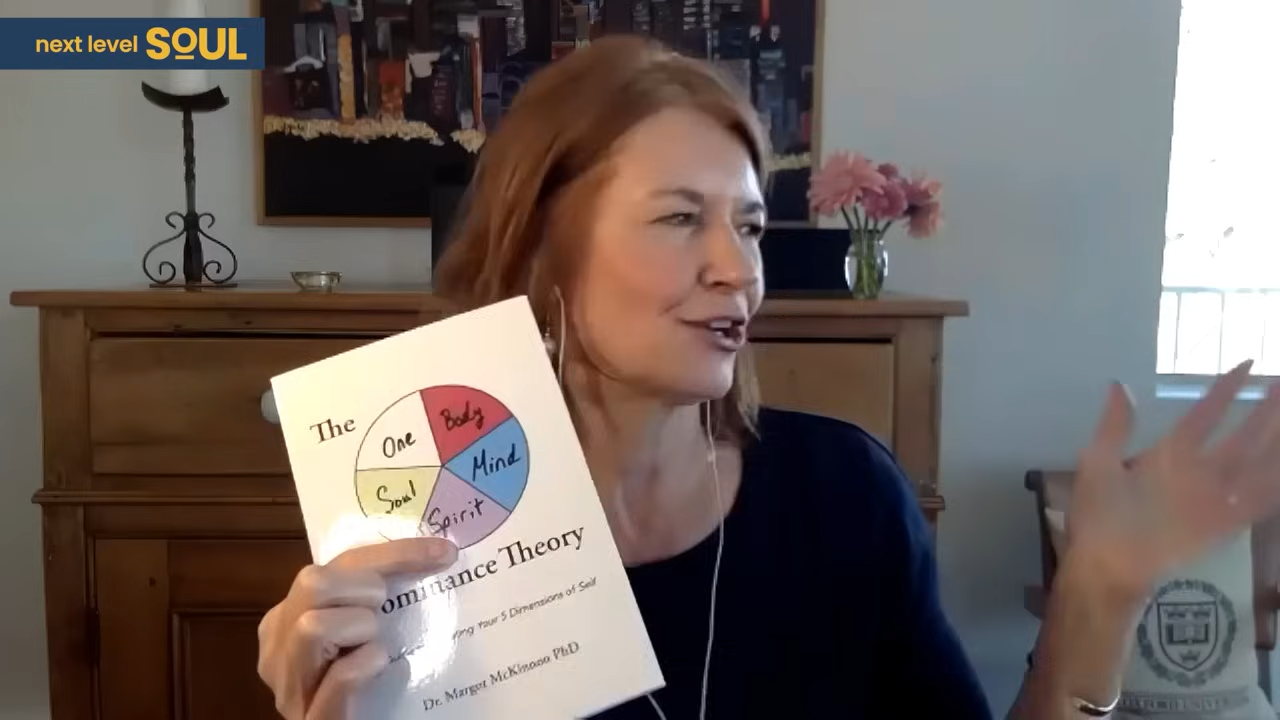 next level SOUL
The
One
Body
Mind
Soul
Spirit
Theory
Your 5 Dimensions of Self
Dr. Margot McKinnon PhD